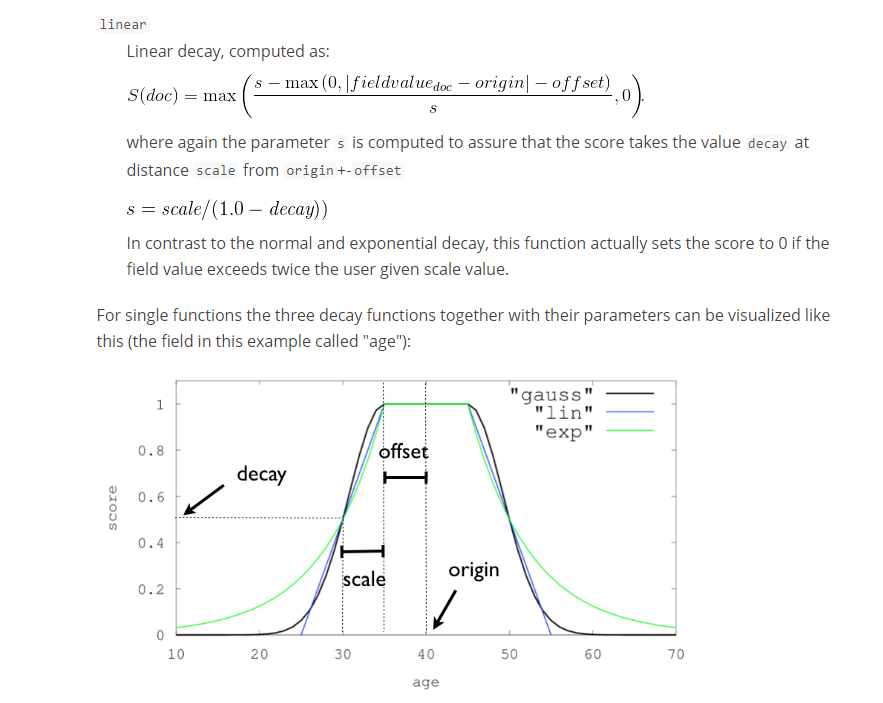 linear
Linear decay, computed as:
S(doc) = max ( s − max (0, |fieldvalue_doc − origin| − offset) / s , 0 ).
where again the parameter s is computed to assure that the score takes the value decay at
distance scale from origin +- offset
s = scale/(1.0 − decay))
In contrast to the normal and exponential decay, this function actually sets the score to 0 if the
field value exceeds twice the user given scale value.
For single functions the three decay functions together with their parameters can be visualized like
this (the field in this example called "age"):
"gauss"
"lin"
"exp"
1
0.8
0.6
0.4
0.2
0
score
decay
offset
scale
origin
10 20 30 40 50 60 70
age